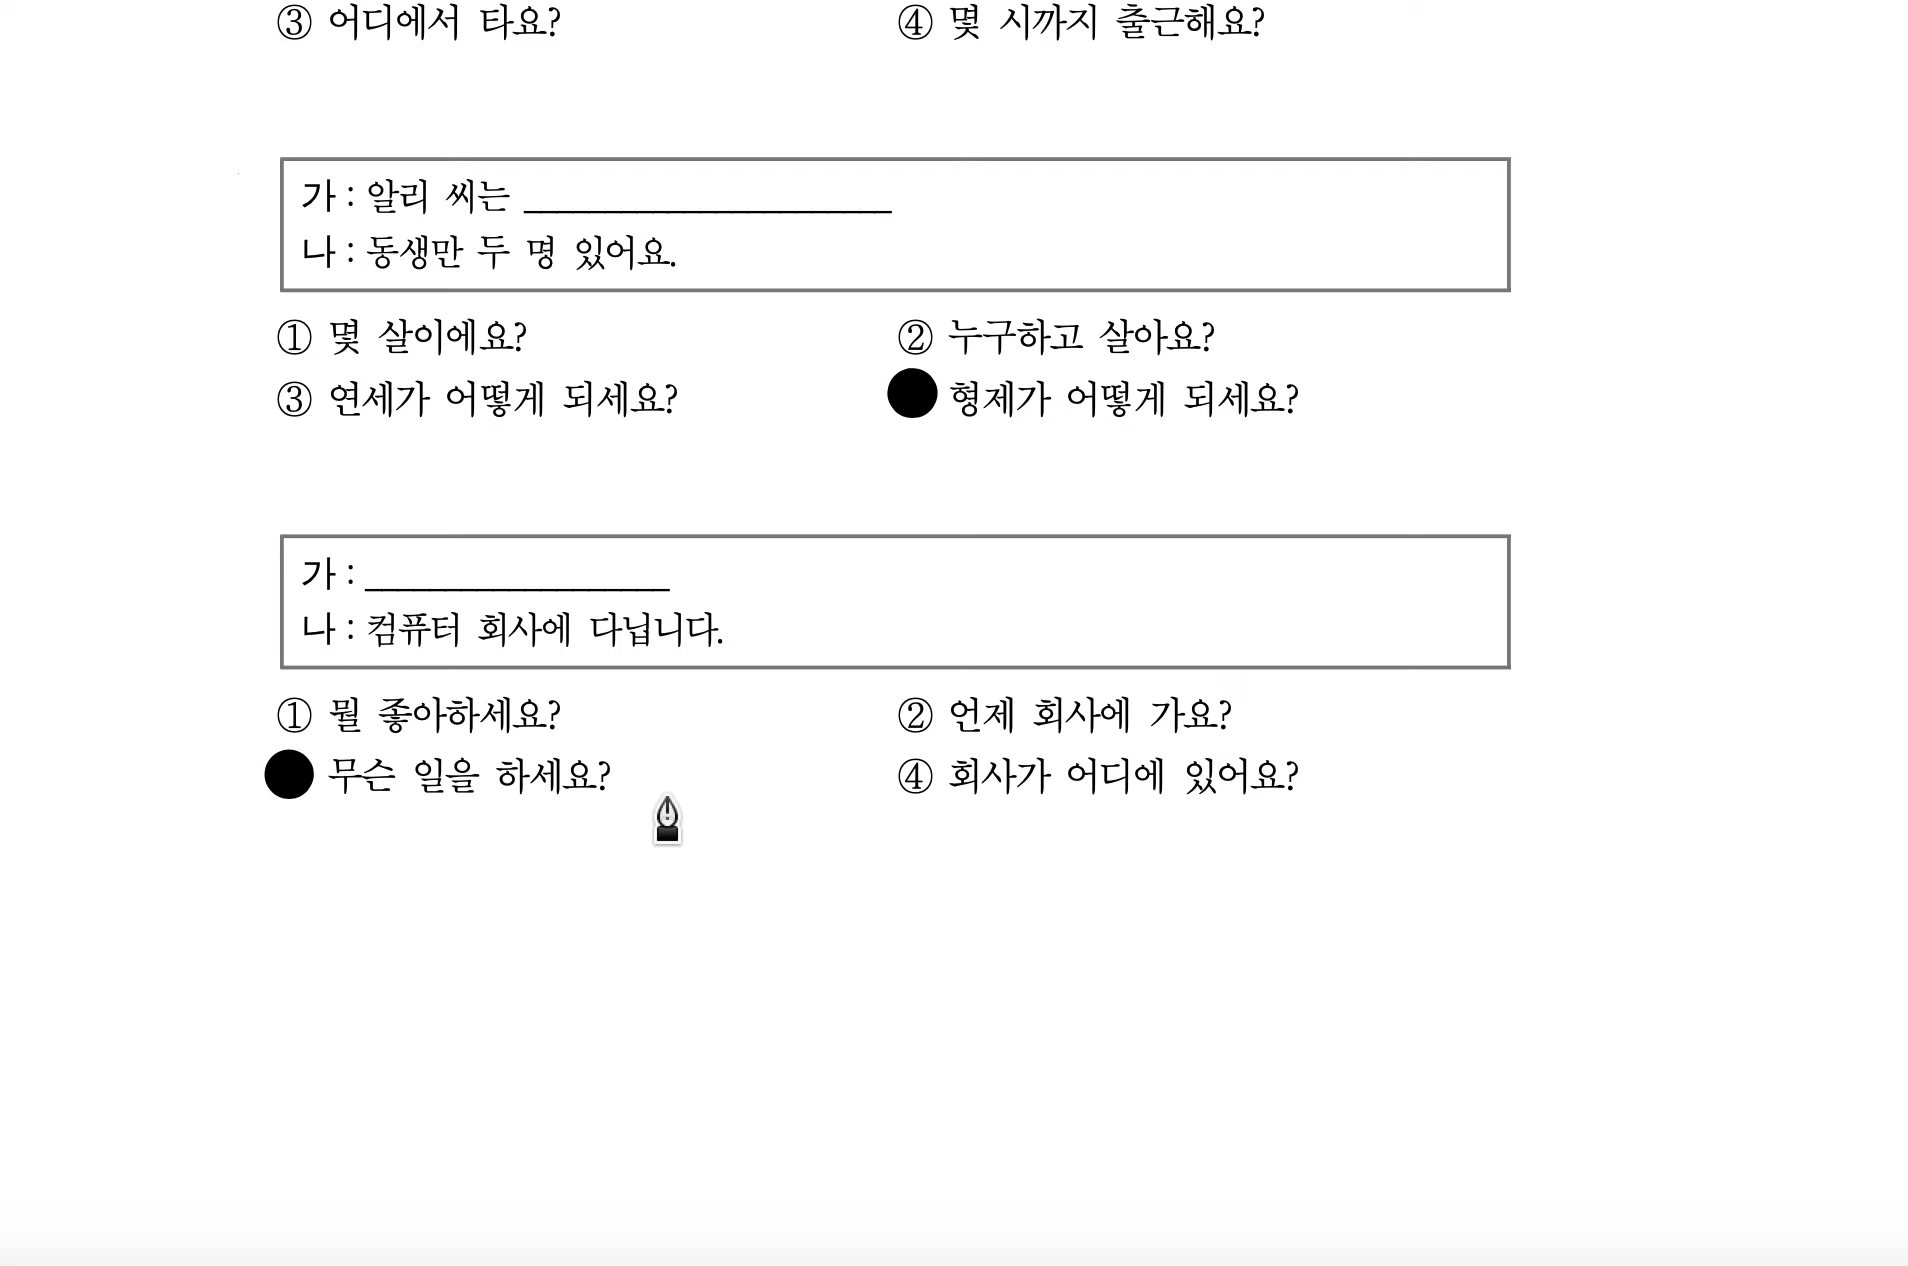 ③ 어디에서 타요? ④ 몇 시까지 출근해요?
가 : 알리 씨는 ____________________
나 : 동생만 두 명 있어요.
① 몇 살이에요? ② 누구하고 살아요?
③ 연세가 어떻게 되세요? ● 형제가 어떻게 되세요?
가 : ____________________
나 : 컴퓨터 회사에 다닙니다.
① 뭘 좋아하세요? ② 언제 회사에 가요?
● 무슨 일을 하세요? ④ 회사가 어디에 있어요?